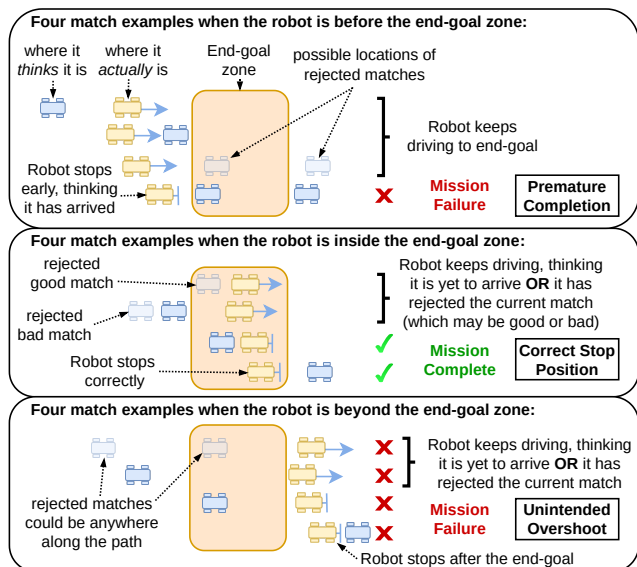 Four match examples when the robot is before the end-goal zone:
where it
thinks it is
where it
actually is
End-goal
zone
possible locations of
rejected matches
Robot keeps
driving to end-goal
Robot stops
early, thinking
it has arrived
X
Mission
Failure
Premature
Completion
Four match examples when the robot is inside the end-goal zone:
rejected
good match
rejected
bad match
Robot stops
correctly
Robot keeps driving, thinking
it is yet to arrive OR it has
rejected the current match
(which may be good or bad)
✓
✓
Mission
Complete
Correct Stop
Position
Four match examples when the robot is beyond the end-goal zone:
rejected matches
could be anywhere
along the path
X
X
X
X
Robot keeps driving, thinking
it is yet to arrive OR it has
rejected the current match
Mission
Failure
Unintended
Overshoot
Robot stops after the end-goal